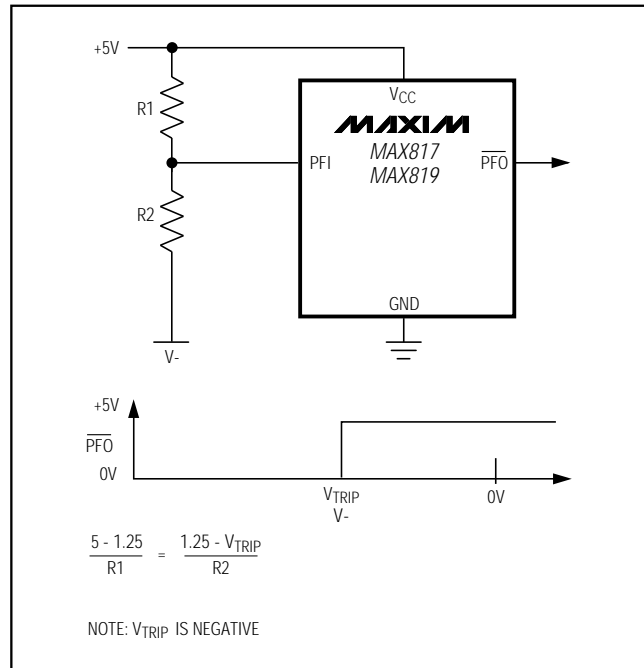 +5V
R1
VCC
MAXIM
MAX817
MAX819
PFI
PFO
R2
GND
V-
+5V
PFO
0V
VTRIP
V-
0V
5 - 1.25
R1
=
1.25 - VTRIP
R2
NOTE: VTRIP IS NEGATIVE